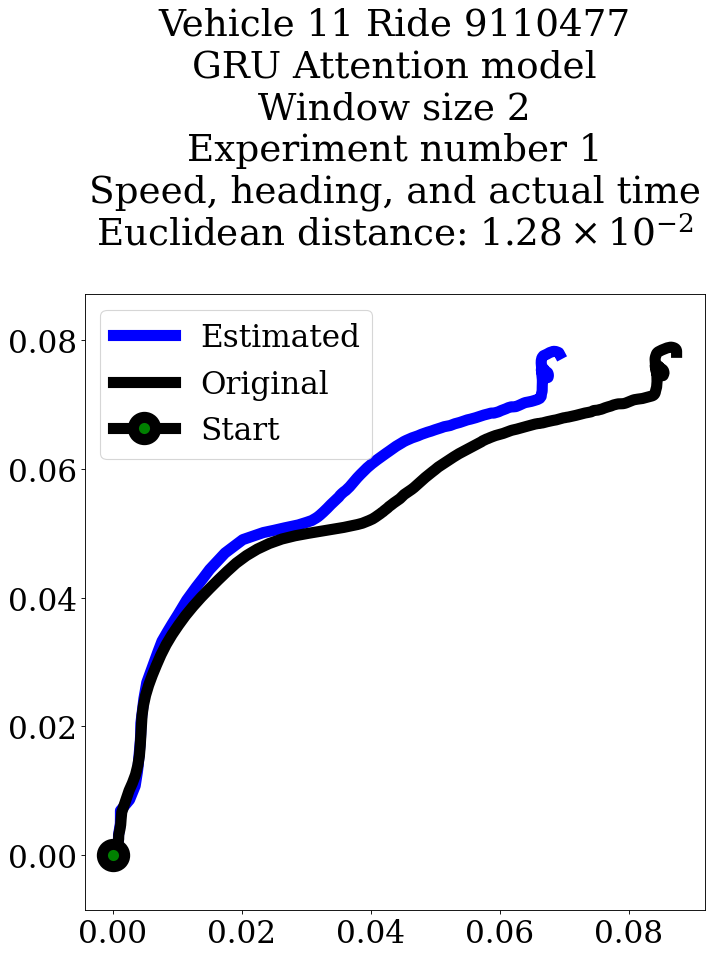 Vehicle 11 Ride 9110477
GRU Attention model
Window size 2
Experiment number 1
Speed, heading, and actual time
Euclidean distance: 1.28 × 10⁻²
Estimated
Original
Start
0.08
0.06
0.04
0.02
0.00
0.00 0.02 0.04 0.06 0.08